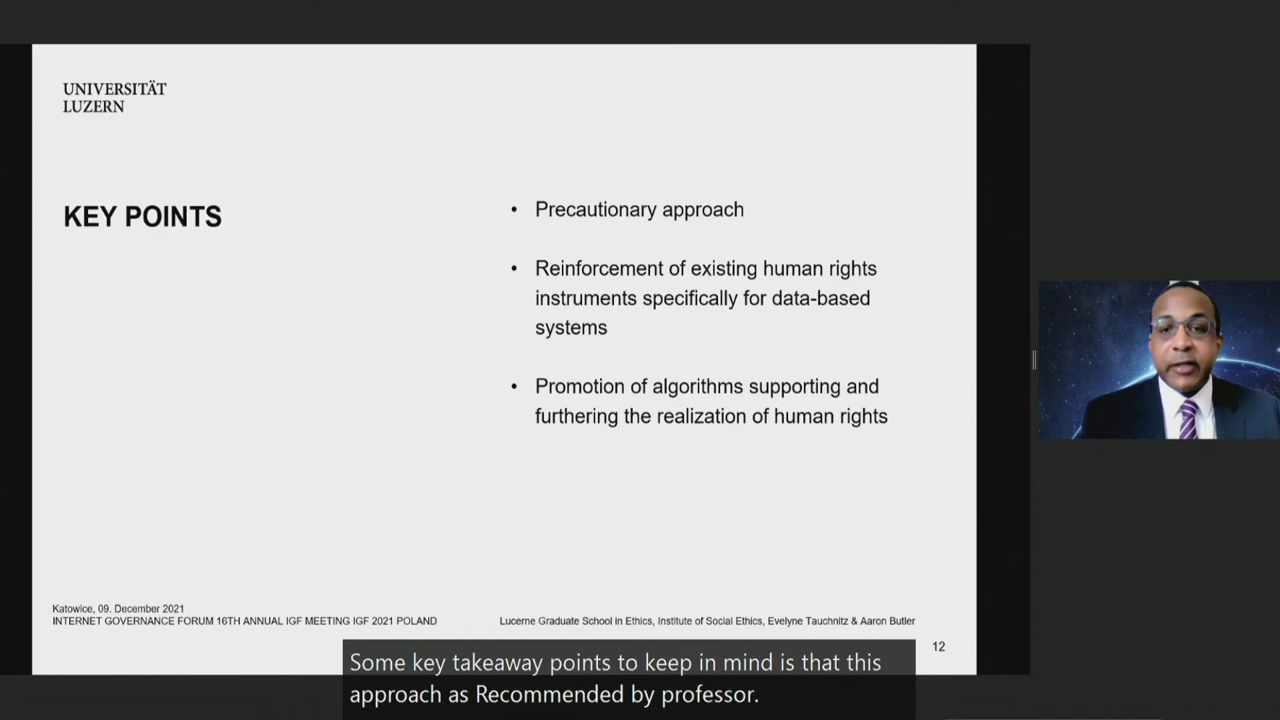 UNIVERSITÄT
LUZERN
KEY POINTS
• Precautionary approach
• Reinforcement of existing human rights
instruments specifically for data-based
systems
• Promotion of algorithms supporting and
furthering the realization of human rights
Katowice, 09. December 2021
INTERNET GOVERNANCE FORUM 16TH ANNUAL IGF MEETING IGF 2021 POLAND
Lucerne Graduate School in Ethics, Institute of Social Ethics, Evelyne Tauchnitz & Aaron Butler
12
Some key takeaway points to keep in mind is that this
approach as Recommended by professor.